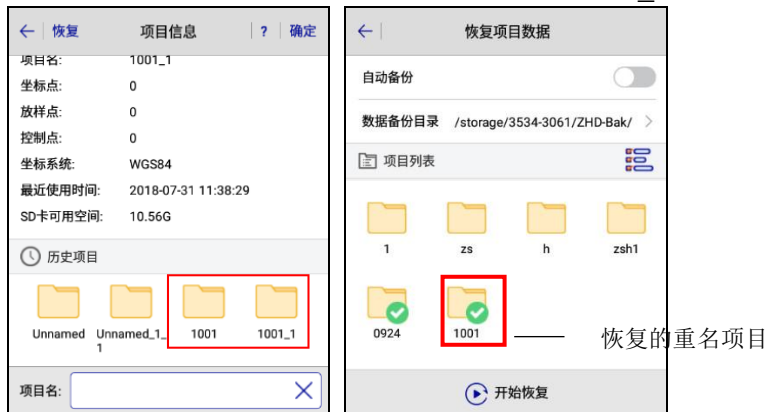 恢复 项目信息 ? 确定
项目名: 1001_1
坐标点: 0
放样点: 0
控制点: 0
坐标系统: WGS84
最近使用时间: 2018-07-31 11:38:29
SD卡可用空间: 10.56G
历史项目
Unnamed Unnamed_1_1 1001 1001_1
项目名:
恢复项目数据
自动备份
数据备份目录 /storage/3534-3061/ZHD-Bak/
项目列表
1 zs h zsh1
0924 1001
恢复的重名项目
开始恢复